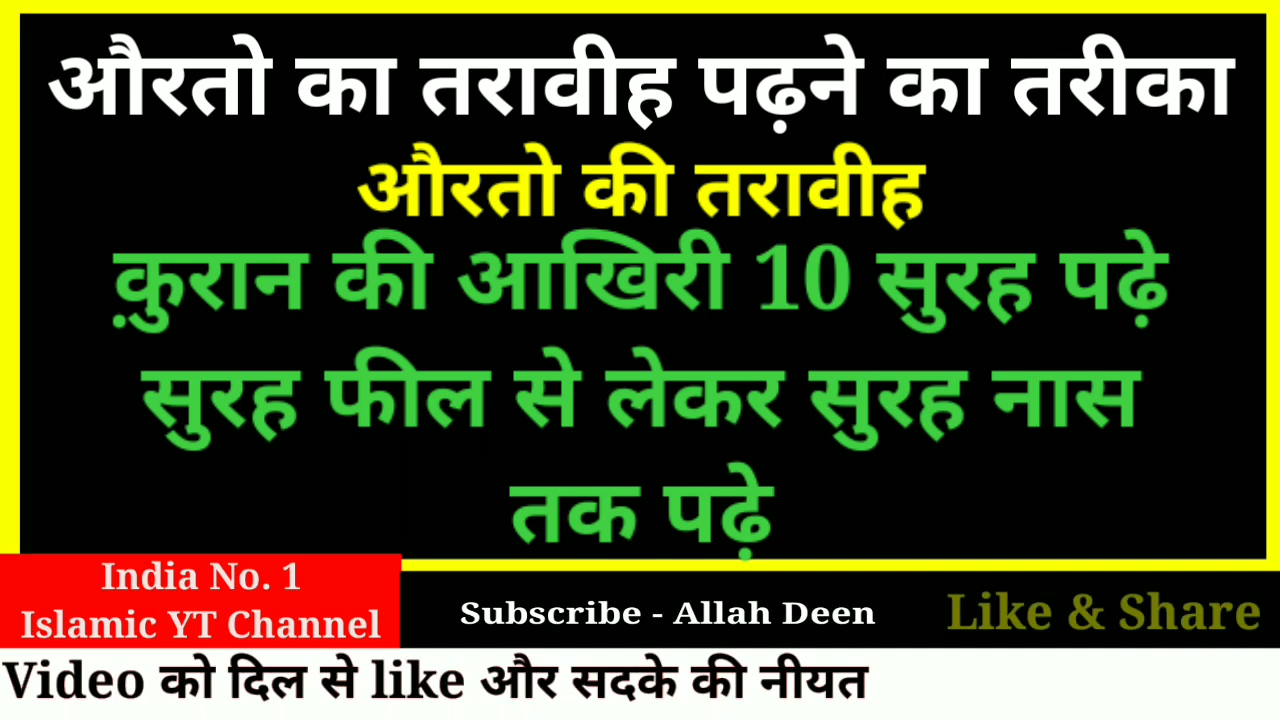 औरतो का तरावीह पढ़ने का तरीका
औरतो की तरावीह
क़ुरान की आखिरी 10 सुरह पढ़े
सुरह फील से लेकर सुरह नास
तक पढ़े
India No. 1
Islamic YT Channel
Subscribe - Allah Deen
Like & Share
Video को दिल से like और सदके की नीयत